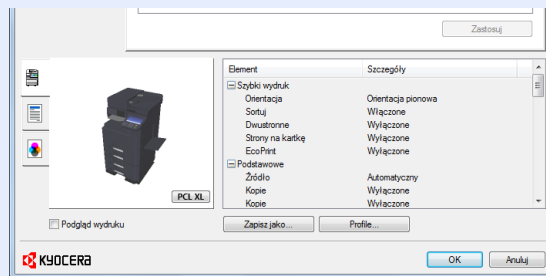 Zastosuj
Element Szczegóły
Szybki wydruk
Orientacja Orientacja pionowa
Sortuj Włączone
Dwustronne Wyłączone
Strony na kartkę Wyłączone
EcoPrint Wyłączone
Podstawowe
Źródło Automatyczny
Kopie Wyłączone
Kopie Wyłączone
PCL XL
Podgląd wydruku Zapisz jako... Profile...
KYOCERA OK Anuluj